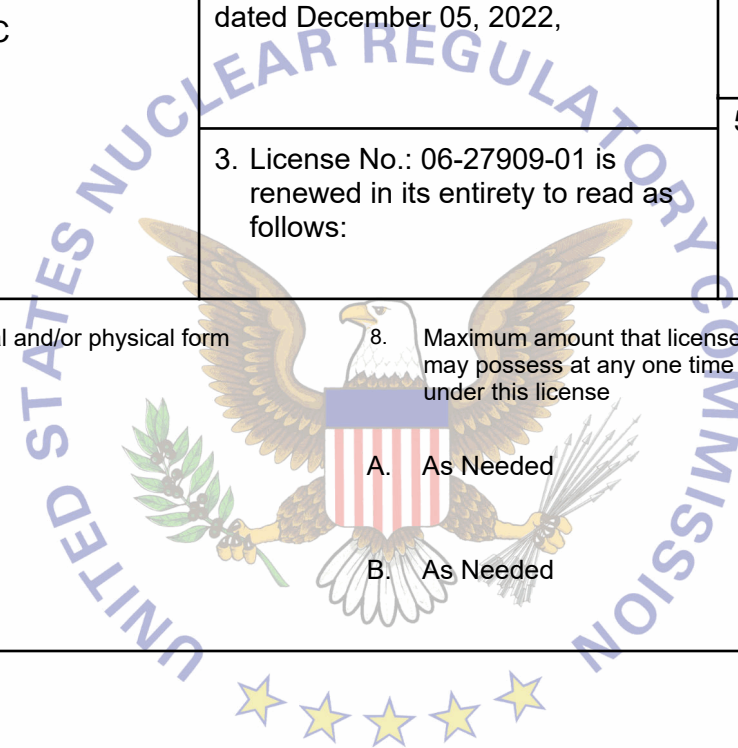 C
dated December 05, 2022,
5
3. License No.: 06-27909-01 is
renewed in its entirety to read as
follows:
l and/or physical form
8. Maximum amount that license
may possess at any one time
under this license
A. As Needed
B. As Needed
UNITED STATES NUCLEAR REGULATORY COMMISSION